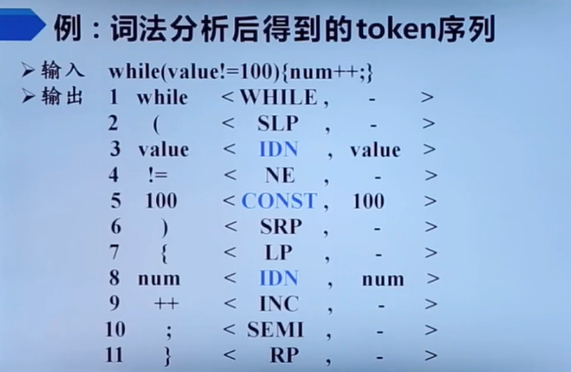 例：词法分析后得到的token序列
➢输入 while(value!=100){num++;}
➢输出 1 while < WHILE , - >
2 ( < SLP , - >
3 value < IDN , value >
4 != < NE , - >
5 100 < CONST , 100 >
6 ) < SRP , - >
7 { < LP , - >
8 num < IDN , num >
9 ++ < INC , - >
10 ; < SEMI , - >
11 } < RP , - >